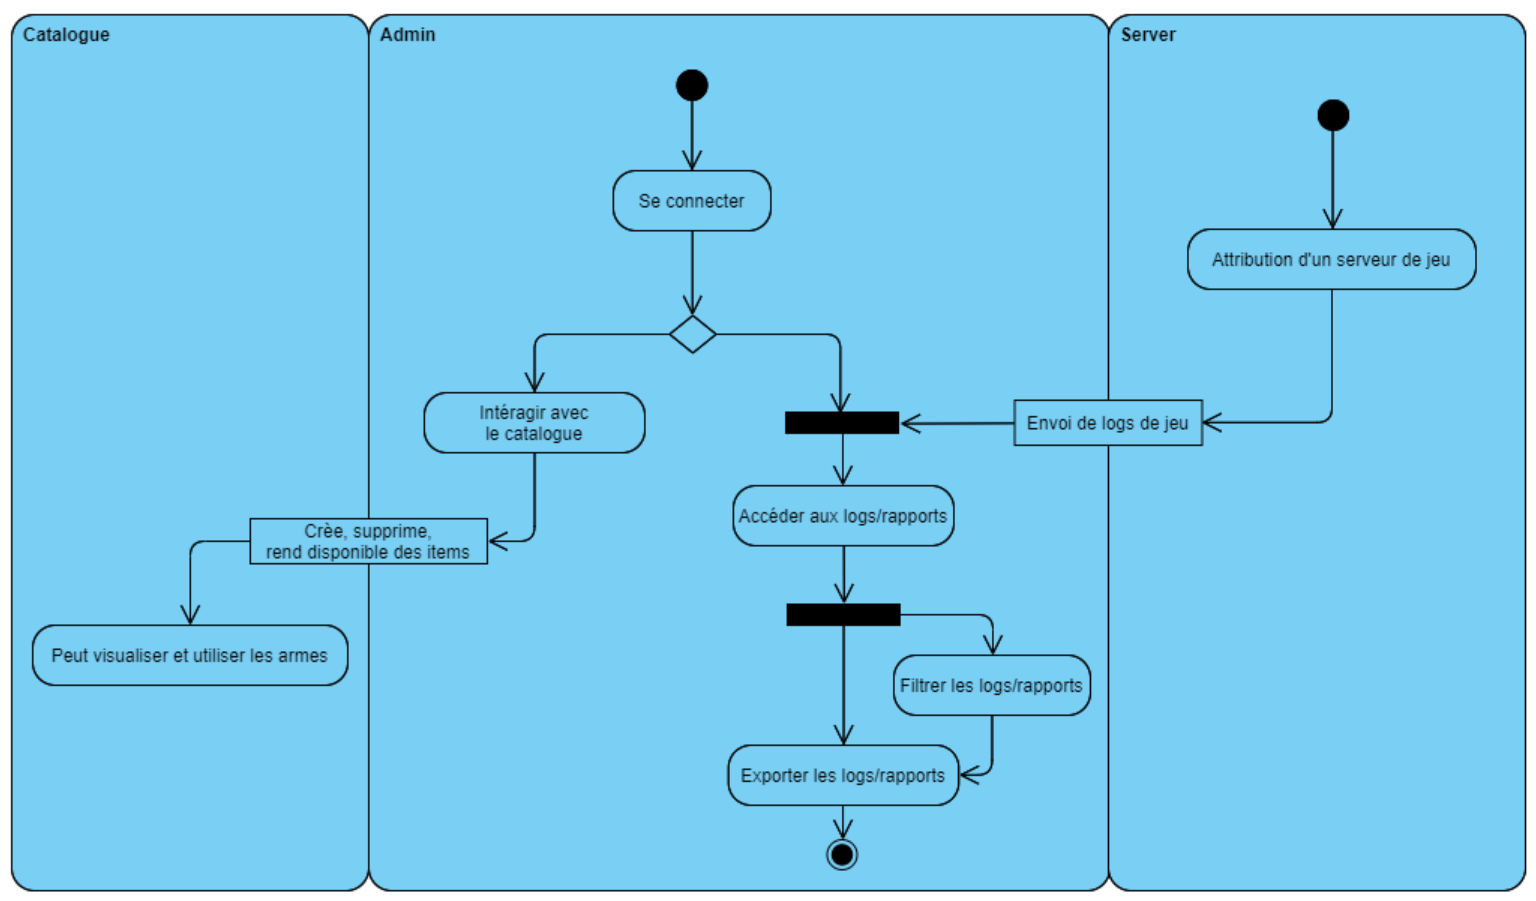 Catalogue
Admin
Server
Se connecter
Attribution d'un serveur de jeu
Intéragir avec
le catalogue
Envoi de logs de jeu
Accéder aux logs/rapports
Crèe, supprime,
rend disponible des items
Peut visualiser et utiliser les armes
Filtrer les logs/rapports
Exporter les logs/rapports